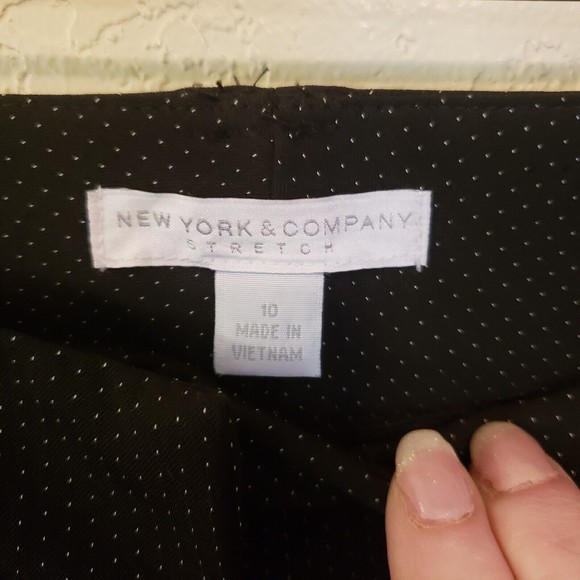 NEW YORK & COMPANY
STRETCH
10
MADE IN
VIETNAM